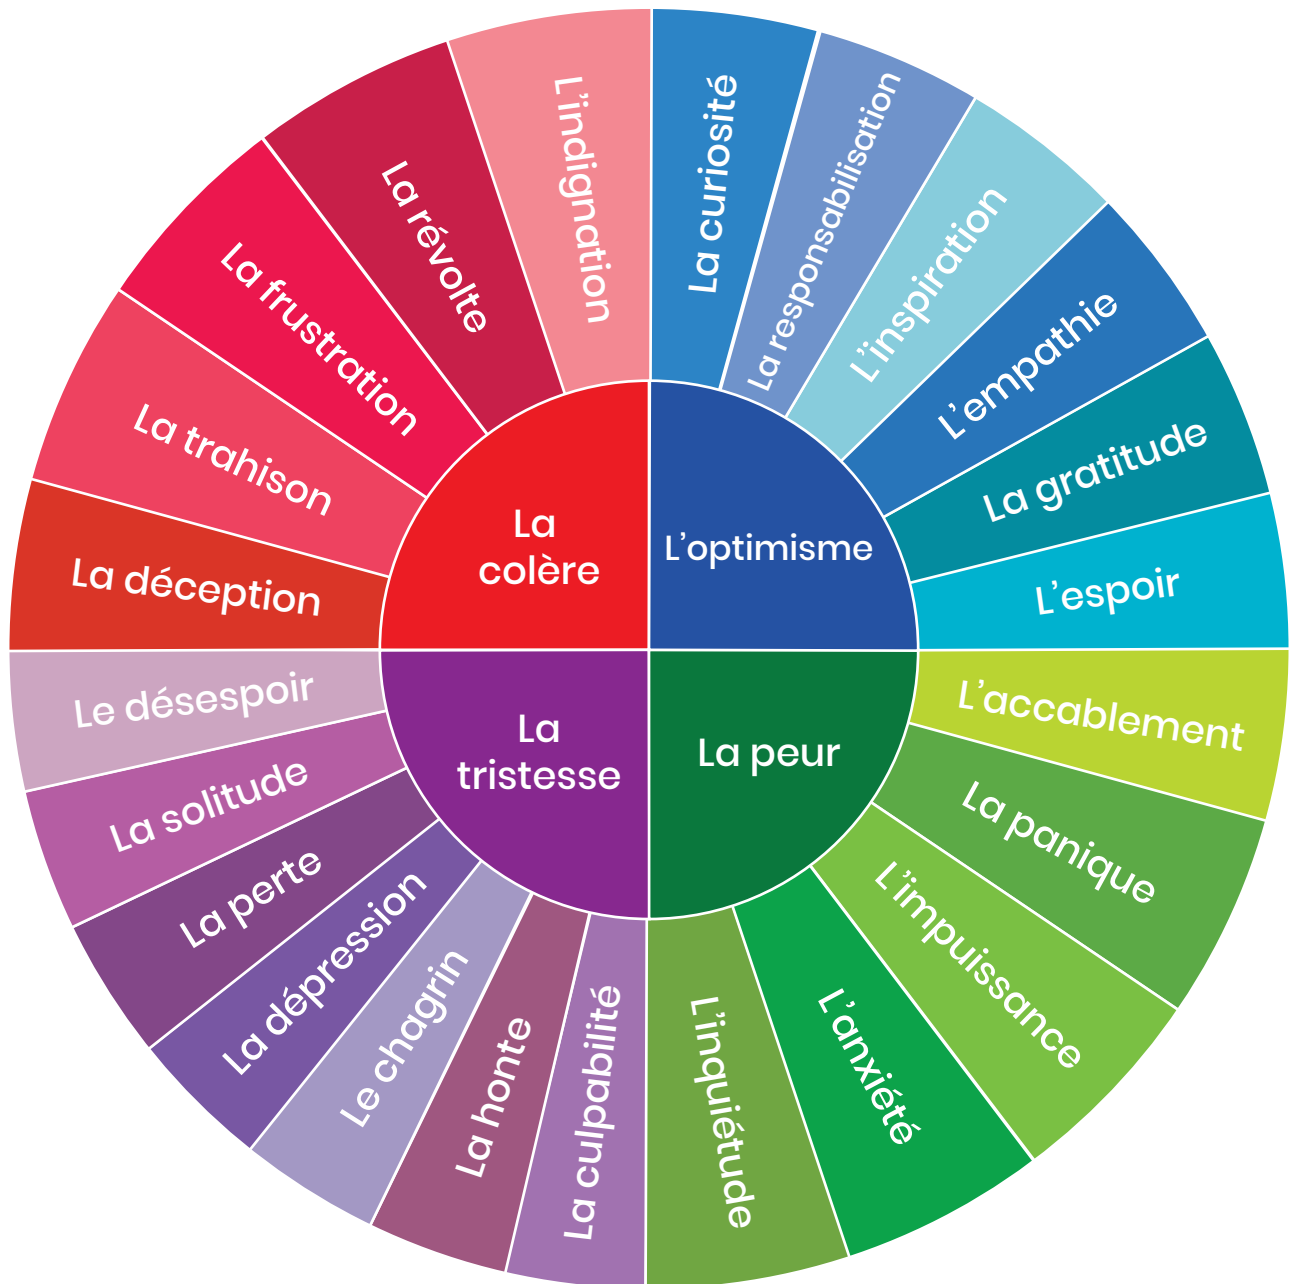 La
colère
L'optimisme
La
tristesse
La peur
L'indignation
La révolte
La frustration
La trahison
La déception
La curiosité
La responsabilisation
L'inspiration
L'empathie
La gratitude
L'espoir
L'accablement
La panique
L'impuissance
L'anxiété
L'inquiétude
La culpabilité
La honte
Le chagrin
La dépression
La perte
La solitude
Le désespoir